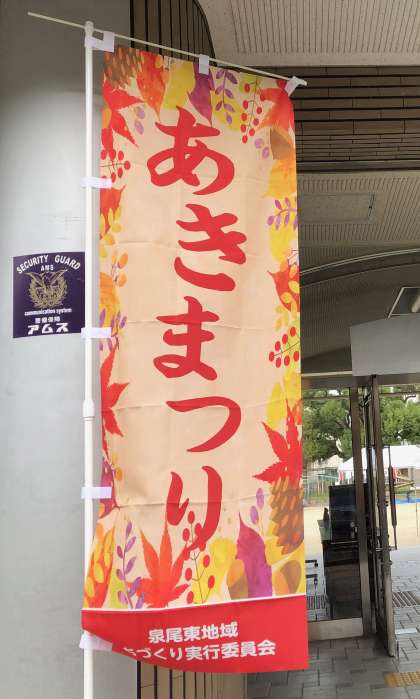 あきまつり
泉尾東地域
づくり実行委員会
SECURITY GUARD
AMS
communication system
警備保障
アムス